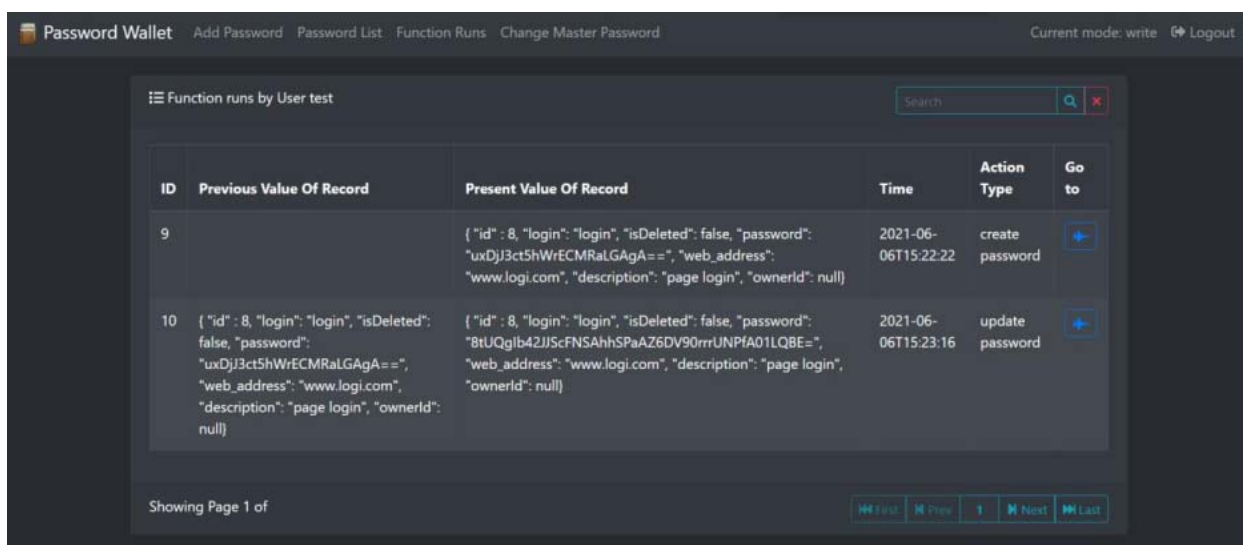 Password Wallet Add Password Password List Function Runs Change Master Password Current mode: write Logout
Function runs by User test Search
ID Previous Value Of Record Present Value Of Record Time Action Type Go to
9 { "id" : 8, "login": "login", "isDeleted": false, "password":
"uxDjJ3ct5hWrECMRaLGAgA==", "web_address":
"www.logi.com", "description": "page login", "ownerId": null}
2021-06-
06T15:22:22
create
password
10 { "id" : 8, "login": "login", "isDeleted":
false, "password":
"uxDjJ3ct5hWrECMRaLGAgA==",
"web_address": "www.logi.com",
"description": "page login", "ownerId":
null}
{ "id" : 8, "login": "login", "isDeleted": false, "password":
"8tUQgIb42JJScFNSAhhSPaAZ6DV90rrrUNPfA01LQBE=",
"web_address": "www.logi.com", "description": "page login",
"ownerId": null}
2021-06-
06T15:23:16
update
password
Showing Page 1 of First Prev 1 Next Last